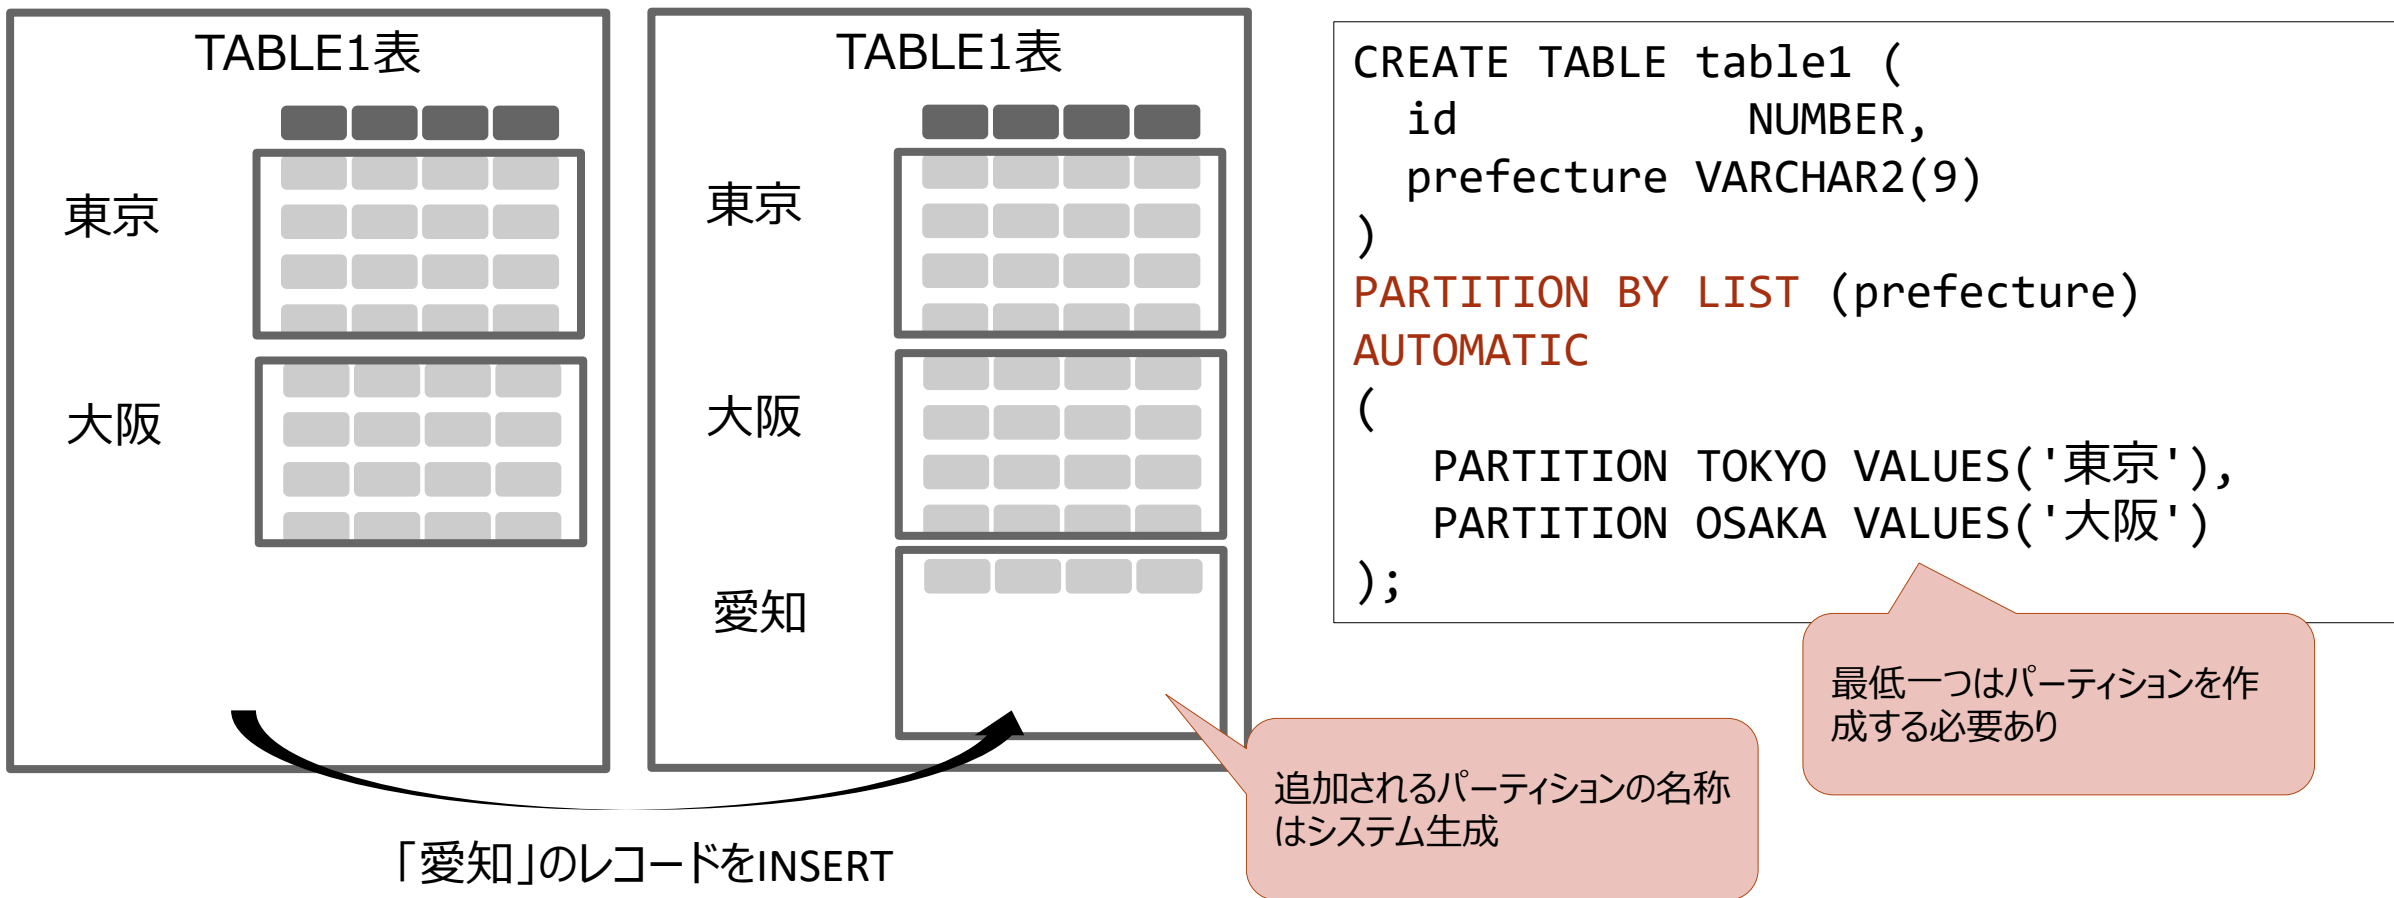 TABLE1表
東京
大阪
TABLE1表
東京
大阪
愛知
「愛知」のレコードをINSERT
CREATE TABLE table1 (
  id           NUMBER,
  prefecture VARCHAR2(9)
)
PARTITION BY LIST (prefecture)
AUTOMATIC
(
   PARTITION TOKYO VALUES('東京'),
   PARTITION OSAKA VALUES('大阪')
);
最低一つはパーティションを作
成する必要あり
追加されるパーティションの名称
はシステム生成